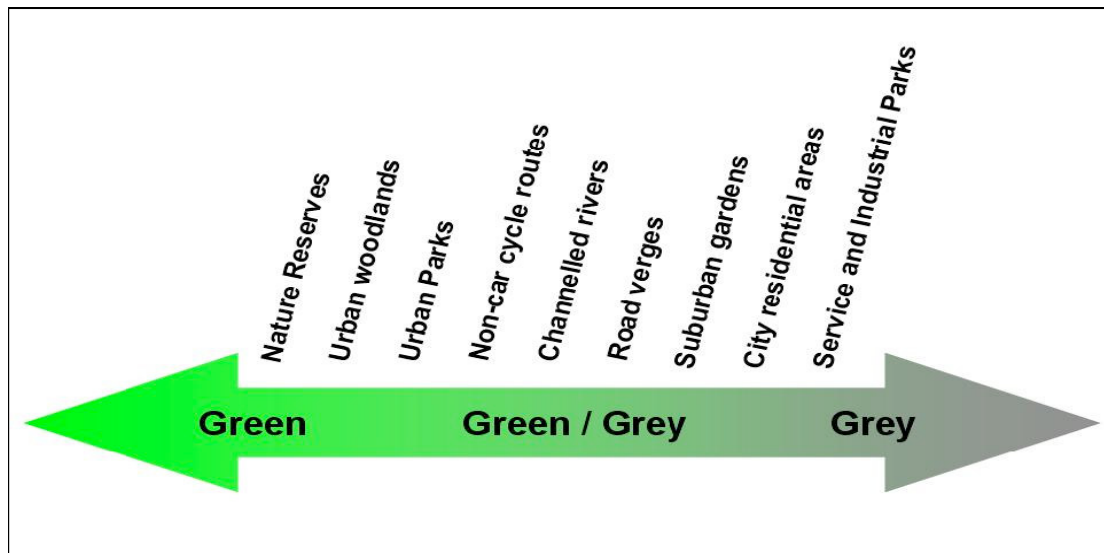 Nature Reserves
Urban woodlands
Urban Parks
Non-car cycle routes
Channelled rivers
Road verges
Suburban gardens
City residential areas
Service and Industrial Parks
Green
Green / Grey
Grey